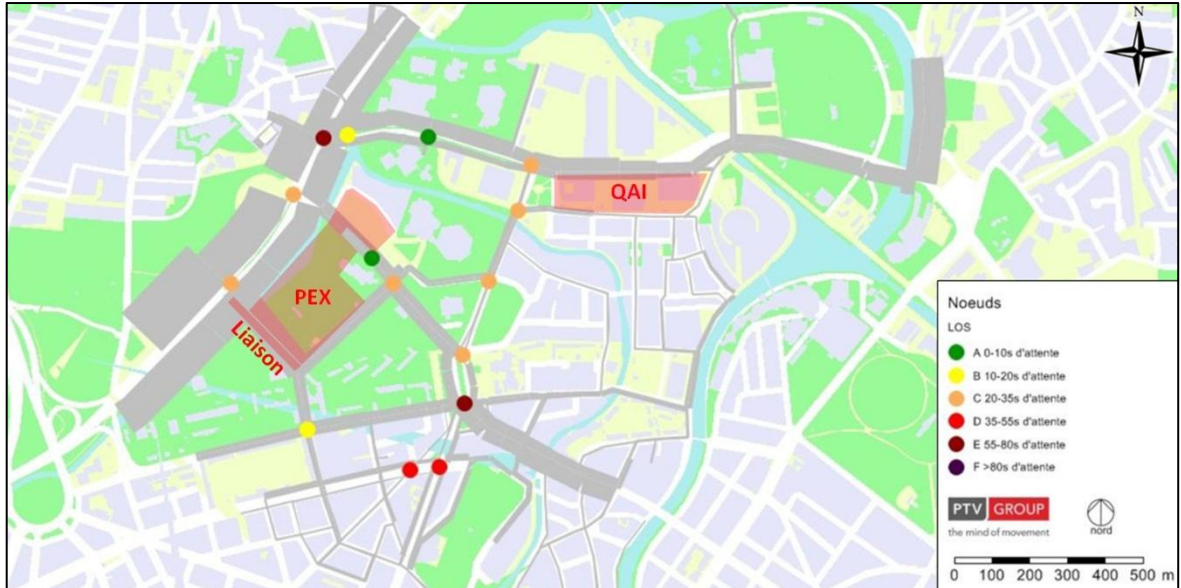 N
QAI
PEX
Liaison
Noeuds
LOS
A 0-10s d'attente
B 10-20s d'attente
C 20-35s d'attente
D 35-55s d'attente
E 55-80s d'attente
F >80s d'attente
PTV GROUP
the mind of movement
nord
0 100 200 300 400 500 m